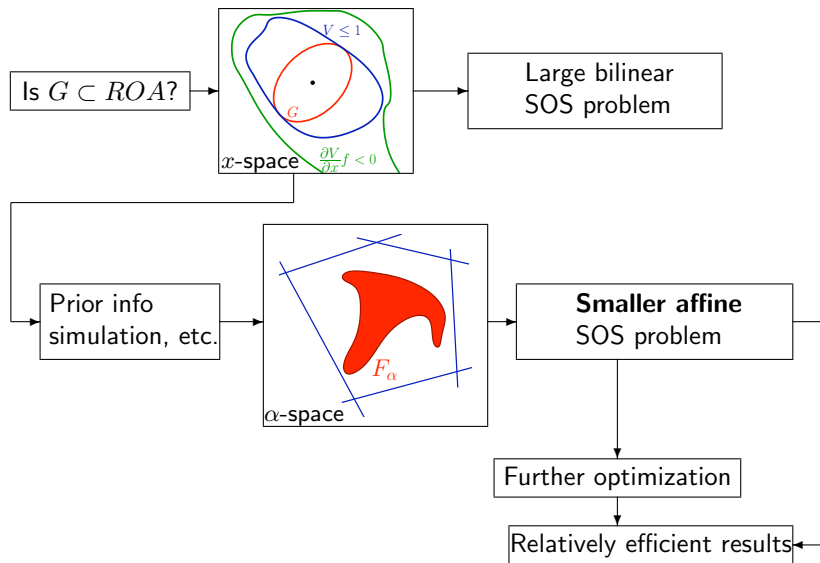 Is G ⊂ ROA?
V ≤ 1
G
∂V/∂x f < 0
x-space
Large bilinear
SOS problem
Prior info
simulation, etc.
F_α
α-space
Smaller affine
SOS problem
Further optimization
Relatively efficient results